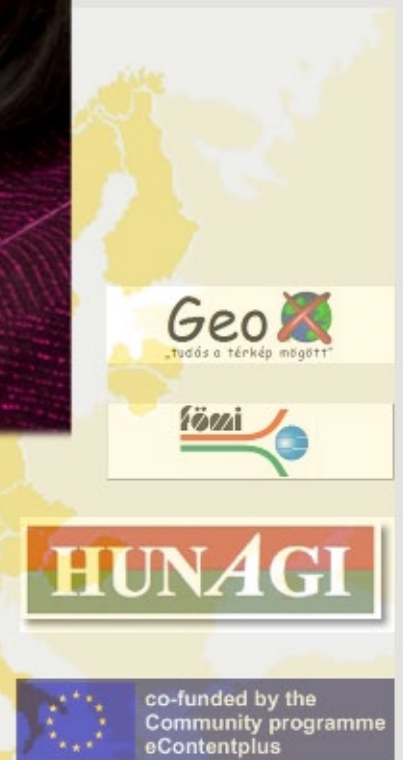 Geo X
„tudás a térkép mögött”
fömi
HUNAGI
co-funded by the
Community programme
eContentplus